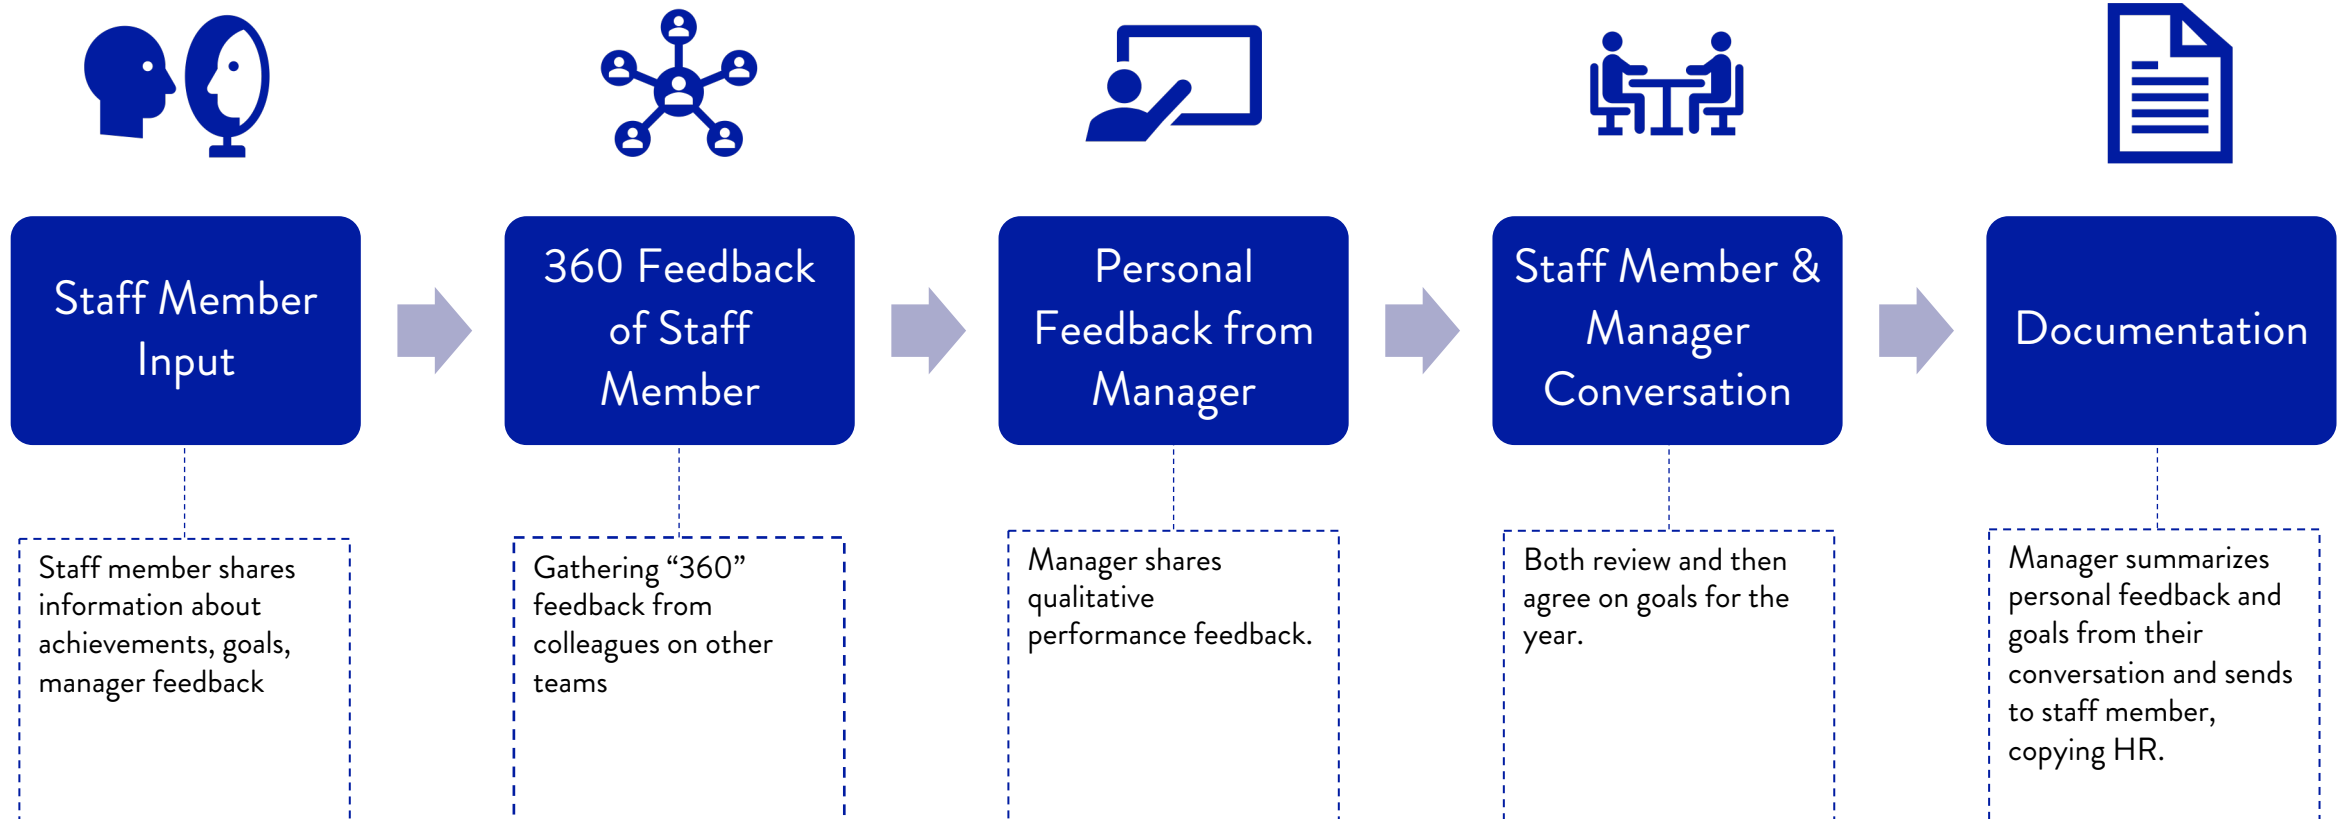 Staff Member
Input
360 Feedback
of Staff
Member
Personal
Feedback from
Manager
Staff Member &
Manager
Conversation
Documentation
Staff member shares
information about
achievements, goals,
manager feedback
Gathering “360”
feedback from
colleagues on other
teams
Manager shares
qualitative
performance feedback.
Both review and then
agree on goals for the
year.
Manager summarizes
personal feedback and
goals from their
conversation and sends
to staff member,
copying HR.